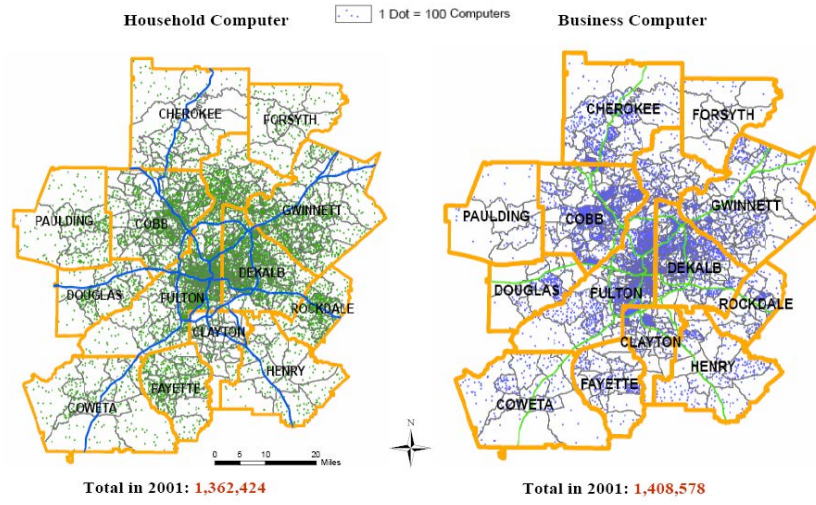 Household Computer
1 Dot = 100 Computers
Business Computer
CHEROKEE
FORSYTH
PAULDING
COBB
GWINNETT
DEKALB
DOUGLAS
FULTON
ROCKDALE
CLAYTON
HENRY
FAYETTE
COWETA
CHEROKEE
FORSYTH
PAULDING
COBB
GWINNETT
DEKALB
DOUGLAS
FULTON
ROCKDALE
CLAYTON
HENRY
FAYETTE
COWETA
N
0 5 10 20
Miles
Total in 2001: 1,362,424
Total in 2001: 1,408,578